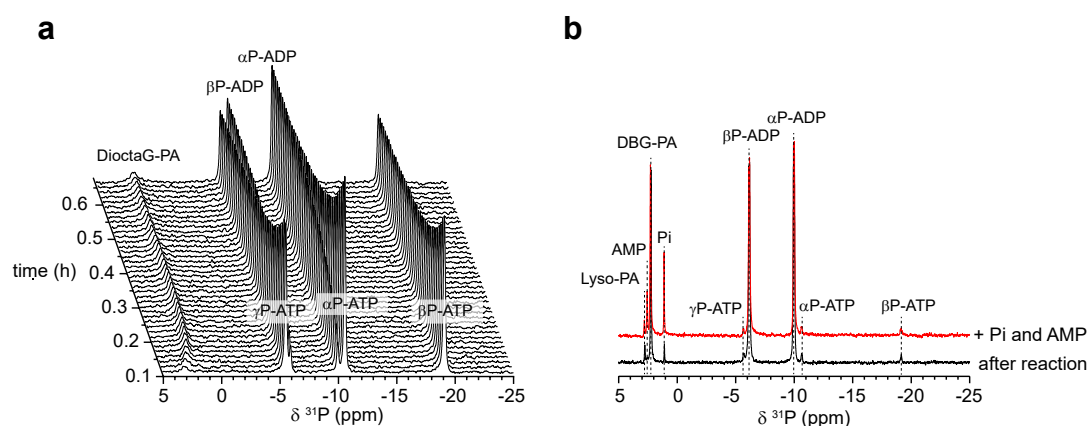 a
αP-ADP
βP-ADP
DioctaG-PA
0.6
0.5
time (h)
0.4
0.3
0.2
0.1
γP-ATP
αP-ATP
βP-ATP
5 0 -5 -10 -15 -20 -25
δ ³¹P (ppm)
b
αP-ADP
DBG-PA
βP-ADP
AMP
Pi
Lyso-PA
γP-ATP
αP-ATP
βP-ATP
+ Pi and AMP
after reaction
5 0 -5 -10 -15 -20 -25
δ ³¹P (ppm)